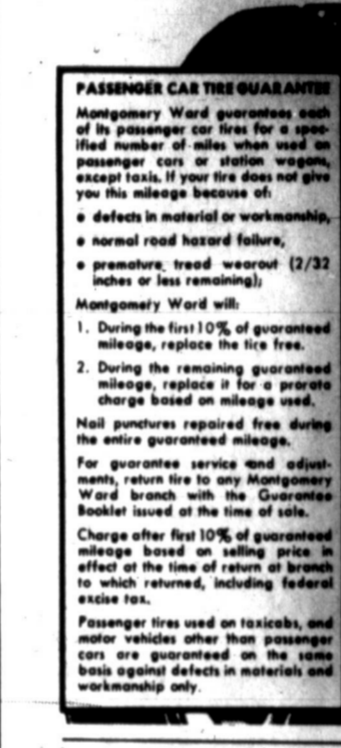 PASSENGER CAR TIRE GUARANTEE
Montgomery Ward guarantees each
of its passenger car tires for a spec-
ified number of miles when used on
passenger cars or station wagons,
except taxis. If your tire does not give
you this mileage because of:
• defects in material or workmanship,
• normal road hazard failure,
• premature tread wearout (2/32
inches or less remaining);
Montgomery Ward will:
1. During the first 10% of guaranteed
mileage, replace the tire free.
2. During the remaining guaranteed
mileage, replace it for a prorata
charge based on mileage used.
Nail punctures repaired free during
the entire guaranteed mileage.
For guarantee service and adjust-
ments, return tire to any Montgomery
Ward branch with the Guarantee
Booklet issued at the time of sale.
Charge after first 10% of guaranteed
mileage based on selling price in
effect at the time of return at branch
to which returned, including federal
excise tax.
Passenger tires used on taxicabs, and
motor vehicles other than passenger
cars are guaranteed on the same
basis against defects in materials and
workmanship only.